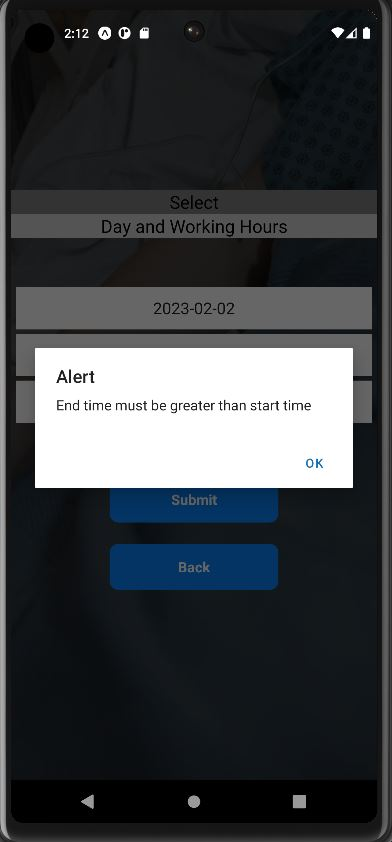 2:12
Select
Day and Working Hours
2023-02-02
Alert
End time must be greater than start time
OK
Submit
Back